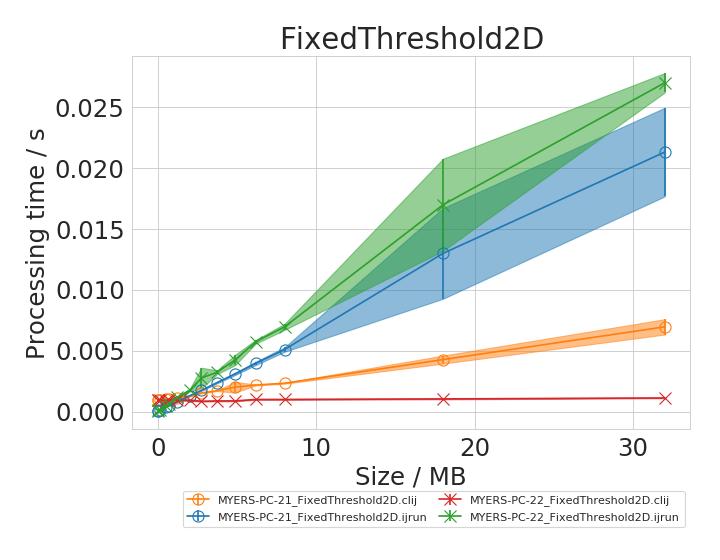 FixedThreshold2D
Processing time / s
0.025
0.020
0.015
0.010
0.005
0.000
0 10 20 30
Size / MB
MYERS-PC-21_FixedThreshold2D.clij MYERS-PC-22_FixedThreshold2D.clij
MYERS-PC-21_FixedThreshold2D.ijrun MYERS-PC-22_FixedThreshold2D.ijrun